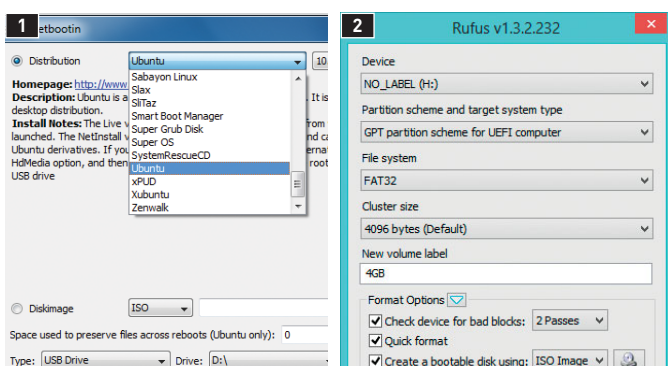 1
etbootin
Distribution
Ubuntu
10
Homepage: http://www
Description: Ubuntu is a
. It is
desktop distribution.
Install Notes: The Live v
from
launched. The NetInstall v
nd ca
Ubuntu derivatives. If you
ernat
HdMedia option, and then
root
USB drive
Sabayon Linux
Slax
SliTaz
Smart Boot Manager
Super Grub Disk
Super OS
SystemRescueCD
Ubuntu
xPUD
Xubuntu
Zenwalk
Diskimage
ISO
Space used to preserve files across reboots (Ubuntu only): 0
Type: USB Drive
Drive: D:\
2
Rufus v1.3.2.232
Device
NO_LABEL (H:)
Partition scheme and target system type
GPT partition scheme for UEFI computer
File system
FAT32
Cluster size
4096 bytes (Default)
New volume label
4GB
Format Options
Check device for bad blocks: 2 Passes
Quick format
Create a bootable disk using: ISO Image